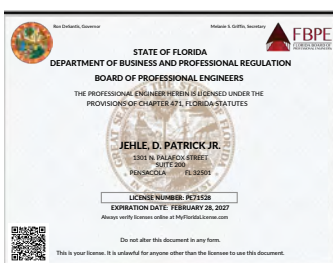 Ron DeSantis, Governor
Melanie S. Griffin, Secretary
FBPE
FLORIDA BOARD OF
PROFESSIONAL ENGINEERS
STATE OF FLORIDA
DEPARTMENT OF BUSINESS AND PROFESSIONAL REGULATION
BOARD OF PROFESSIONAL ENGINEERS
THE PROFESSIONAL ENGINEER HEREIN IS LICENSED UNDER THE
PROVISIONS OF CHAPTER 471, FLORIDA STATUTES
JEHLE, D. PATRICK JR.
1301 N. PALAFOX STREET
SUITE 200
PENSACOLA FL 32501
LICENSE NUMBER: PE71528
EXPIRATION DATE: FEBRUARY 28, 2027
Always verify licenses online at MyFloridaLicense.com
Do not alter this document in any form.
This is your license. It is unlawful for anyone other than the licensee to use this document.